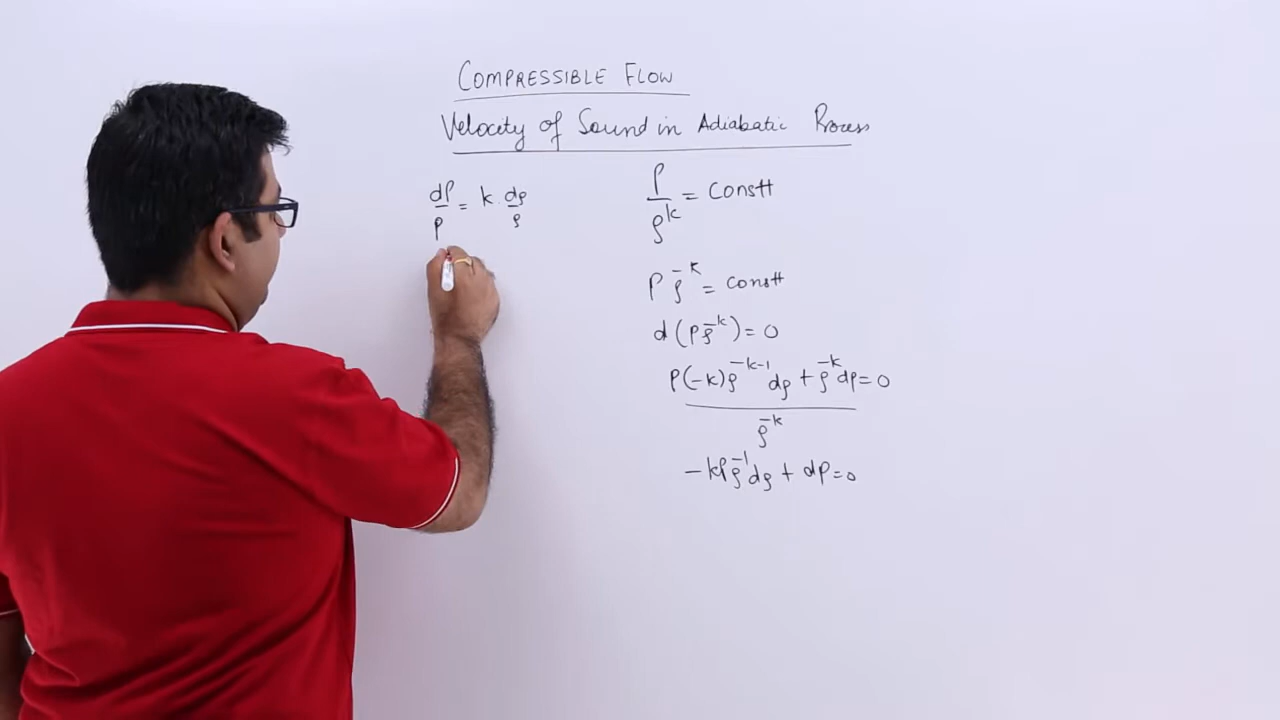 COMPRESSIBLE FLOW
Velocity of Sound in Adiabatic Process
dP/P = k . dρ/ρ
P/ρ^k = Constt
P ρ^-k = constt
d(Pρ^-k) = 0
P(-k)ρ^-k-1 dρ + ρ^-k dP = 0
ρ^-k
-kPρ^-1 dρ + dP = 0